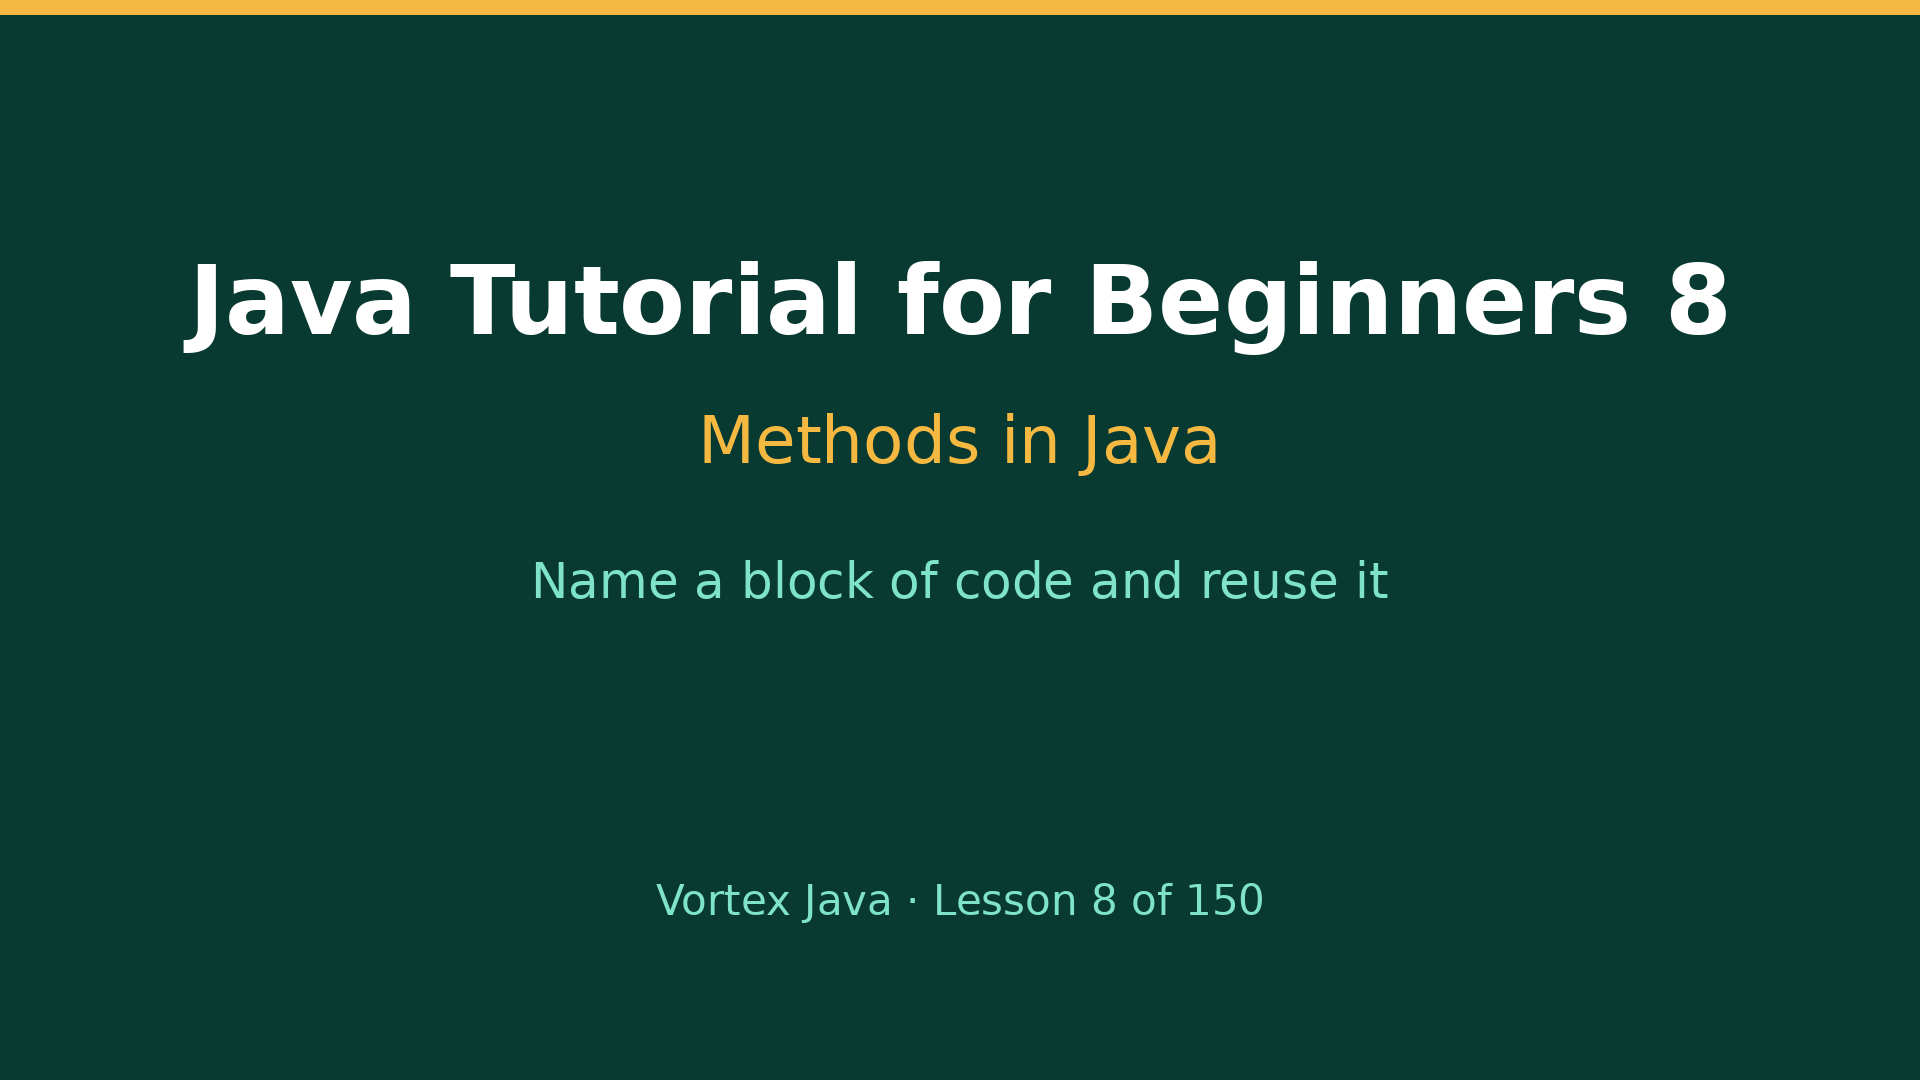 Java Tutorial for Beginners 8
Methods in Java
Name a block of code and reuse it
Vortex Java · Lesson 8 of 150